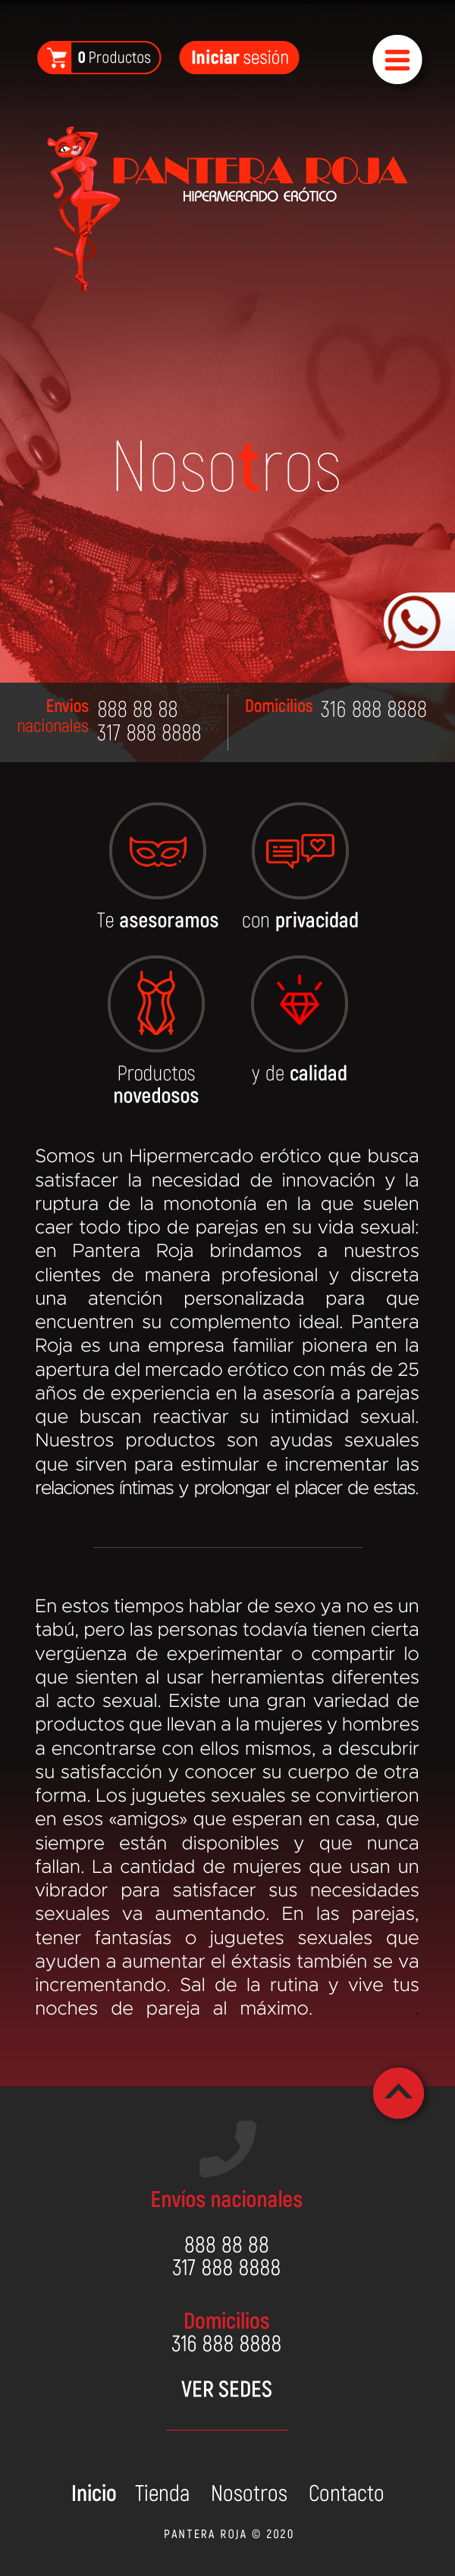 0 Productos
Iniciar sesión
PANTERA ROJA
HIPERMERCADO ERÓTICO
Nosotros
Envíos
nacionales
888 88 88
317 888 8888
Domicilios 316 888 8888
Te asesoramos
con privacidad
Productos
novedosos
y de calidad
Somos un Hipermercado erótico que busca
satisfacer la necesidad de innovación y la
ruptura de la monotonía en la que suelen
caer todo tipo de parejas en su vida sexual:
en Pantera Roja brindamos a nuestros
clientes de manera profesional y discreta
una atención personalizada para que
encuentren su complemento ideal. Pantera
Roja es una empresa familiar pionera en la
apertura del mercado erótico con más de 25
años de experiencia en la asesoría a parejas
que buscan reactivar su intimidad sexual.
Nuestros productos son ayudas sexuales
que sirven para estimular e incrementar las
relaciones íntimas y prolongar el placer de estas.
En estos tiempos hablar de sexo ya no es un
tabú, pero las personas todavía tienen cierta
vergüenza de experimentar o compartir lo
que sienten al usar herramientas diferentes
al acto sexual. Existe una gran variedad de
productos que llevan a la mujeres y hombres
a encontrarse con ellos mismos, a descubrir
su satisfacción y conocer su cuerpo de otra
forma. Los juguetes sexuales se convirtieron
en esos «amigos» que esperan en casa, que
siempre están disponibles y que nunca
fallan. La cantidad de mujeres que usan un
vibrador para satisfacer sus necesidades
sexuales va aumentando. En las parejas,
tener fantasías o juguetes sexuales que
ayuden a aumentar el éxtasis también se va
incrementando. Sal de la rutina y vive tus
noches de pareja al máximo.
Envíos nacionales
888 88 88
317 888 8888
Domicilios
316 888 8888
VER SEDES
Inicio Tienda Nosotros Contacto
PANTERA ROJA © 2020